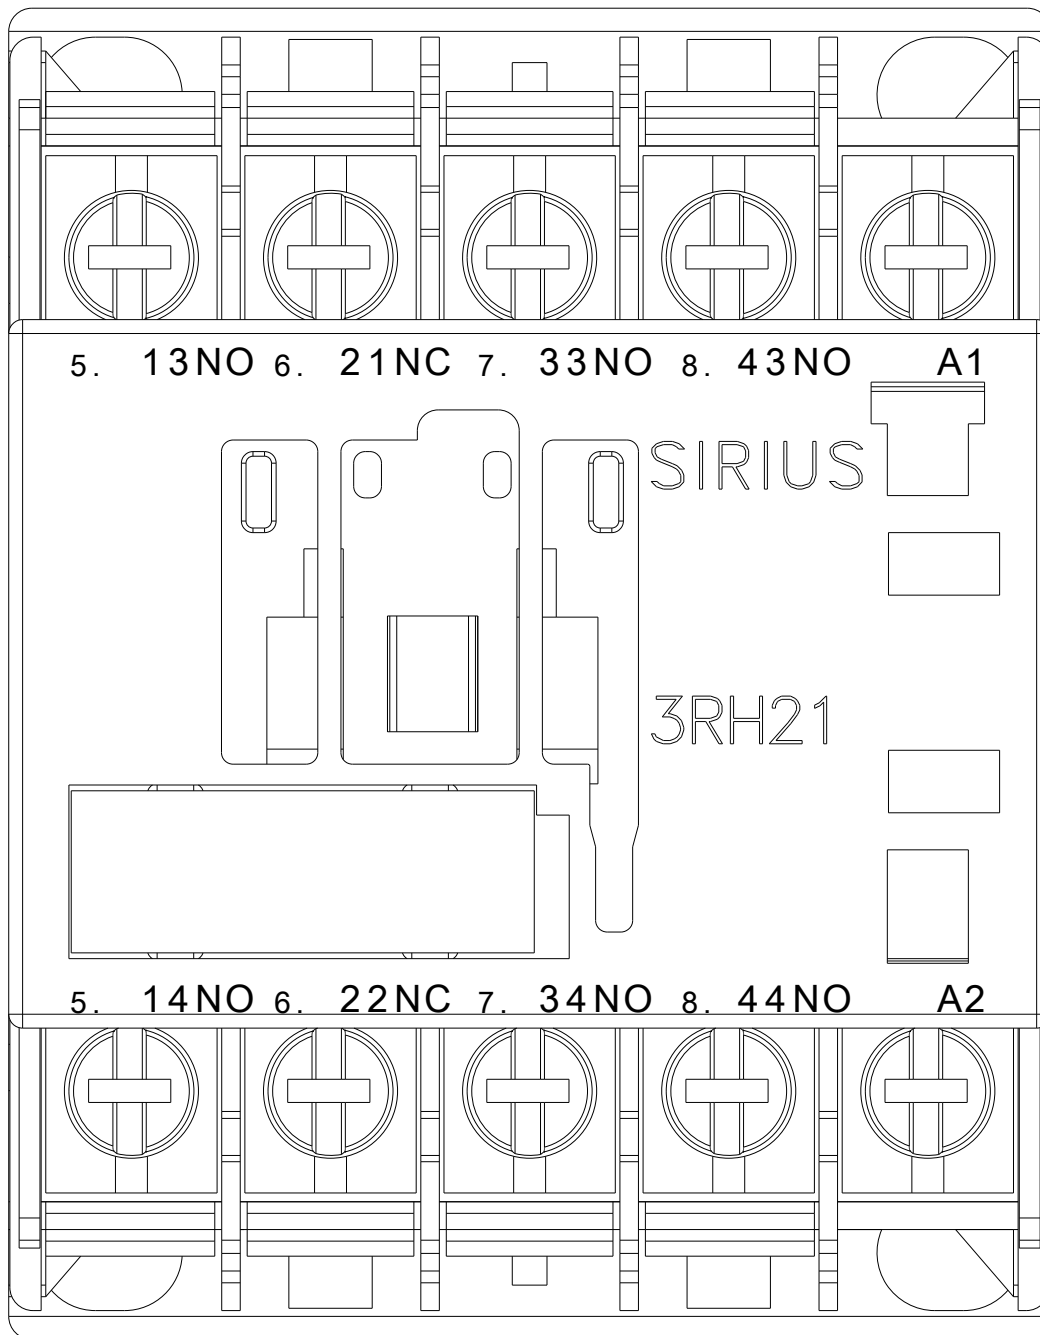 5. 13NO 6. 21NC 7. 33NO 8. 43NO A1
SIRIUS
3RH21
5. 14NO 6. 22NC 7. 34NO 8. 44NO A2